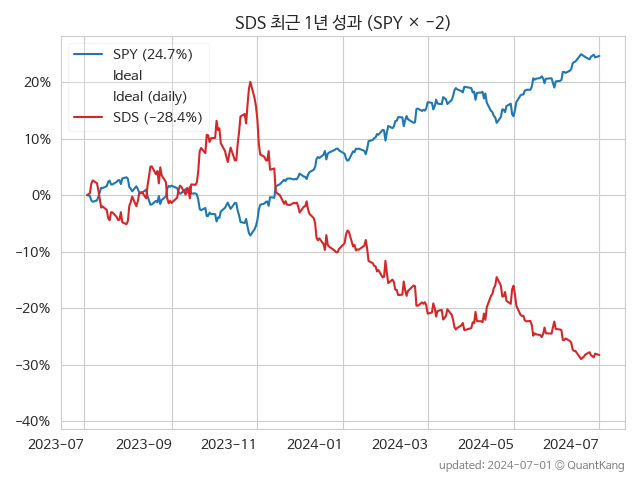 SDS 최근 1년 성과 (SPY × −2)
SPY (24.7%)
Ideal
Ideal (daily)
SDS (−28.4%)
20%
10%
0%
−10%
−20%
−30%
−40%
2023-07 2023-09 2023-11 2024-01 2024-03 2024-05 2024-07
updated: 2024-07-01 © QuantKang